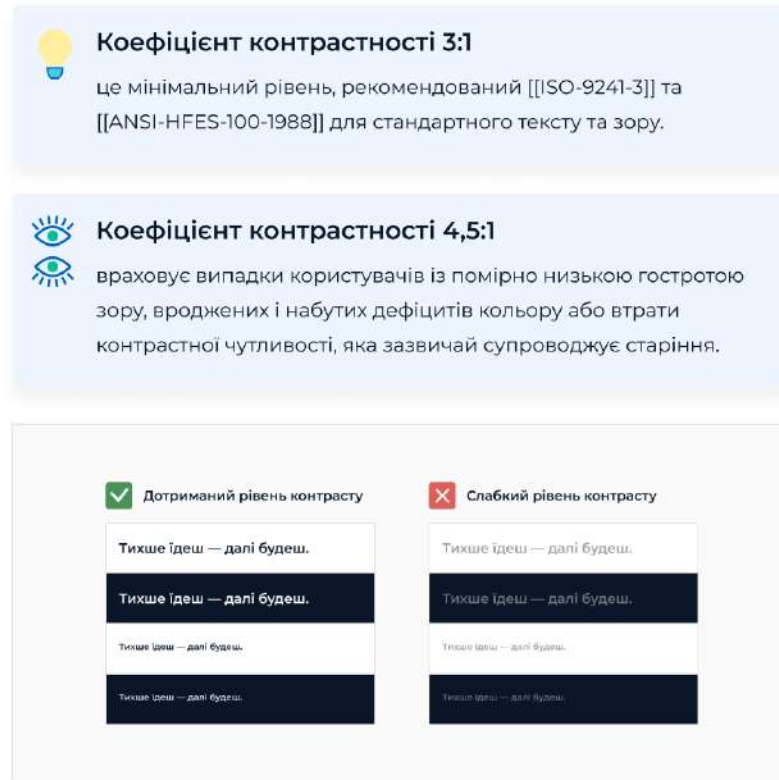 Коефіцієнт контрастності 3:1
це мінімальний рівень, рекомендований [[ISO-9241-3]] та
[[ANSI-HFES-100-1988]] для стандартного тексту та зору.
Коефіцієнт контрастності 4,5:1
враховує випадки користувачів із помірно низькою гостротою
зору, вроджених і набутих дефіцитів кольору або втрати
контрастної чутливості, яка зазвичай супроводжує старіння.
Дотриманий рівень контрасту
Тихше їдеш — далі будеш.
Тихше їдеш — далі будеш.
Тихше їдеш — далі будеш.
Тихше їдеш — далі будеш.
Слабкий рівень контрасту
Тихше їдеш — далі будеш.
Тихше їдеш — далі будеш.
Тихше їдеш — далі будеш.
Тихше їдеш — далі будеш.